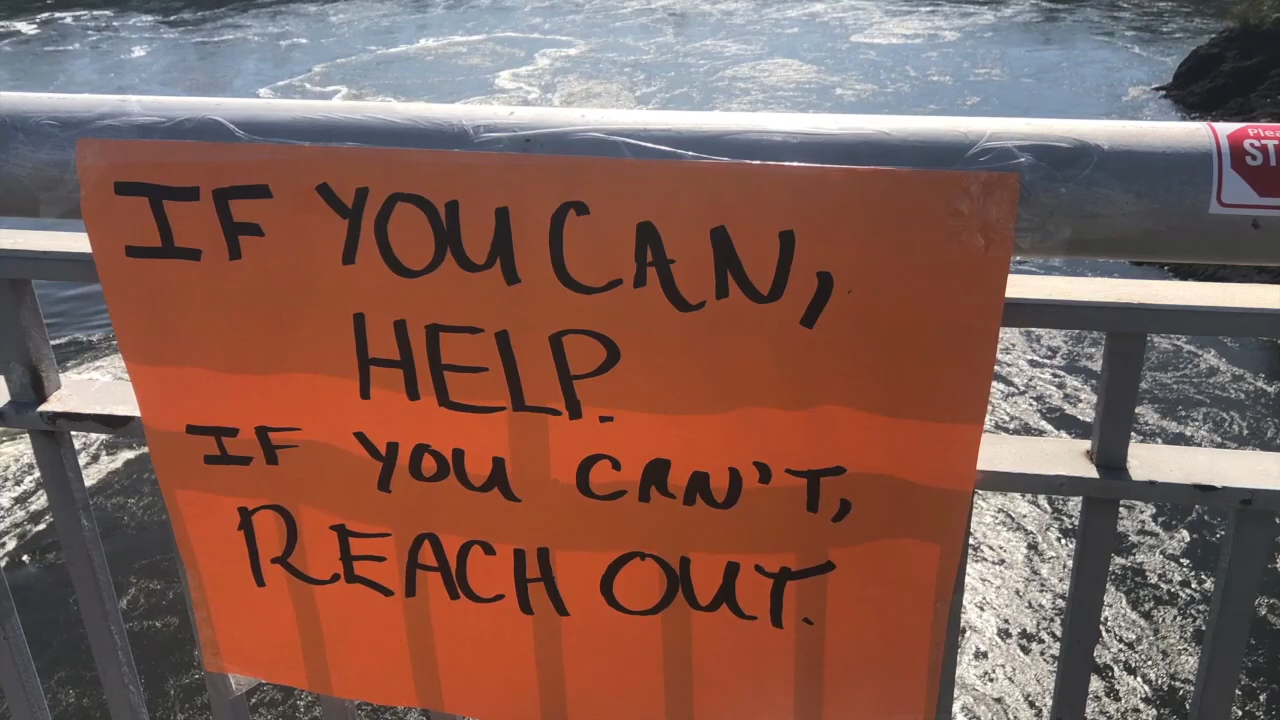 IF YOU CAN,
HELP.
IF YOU CAN'T,
REACH OUT.